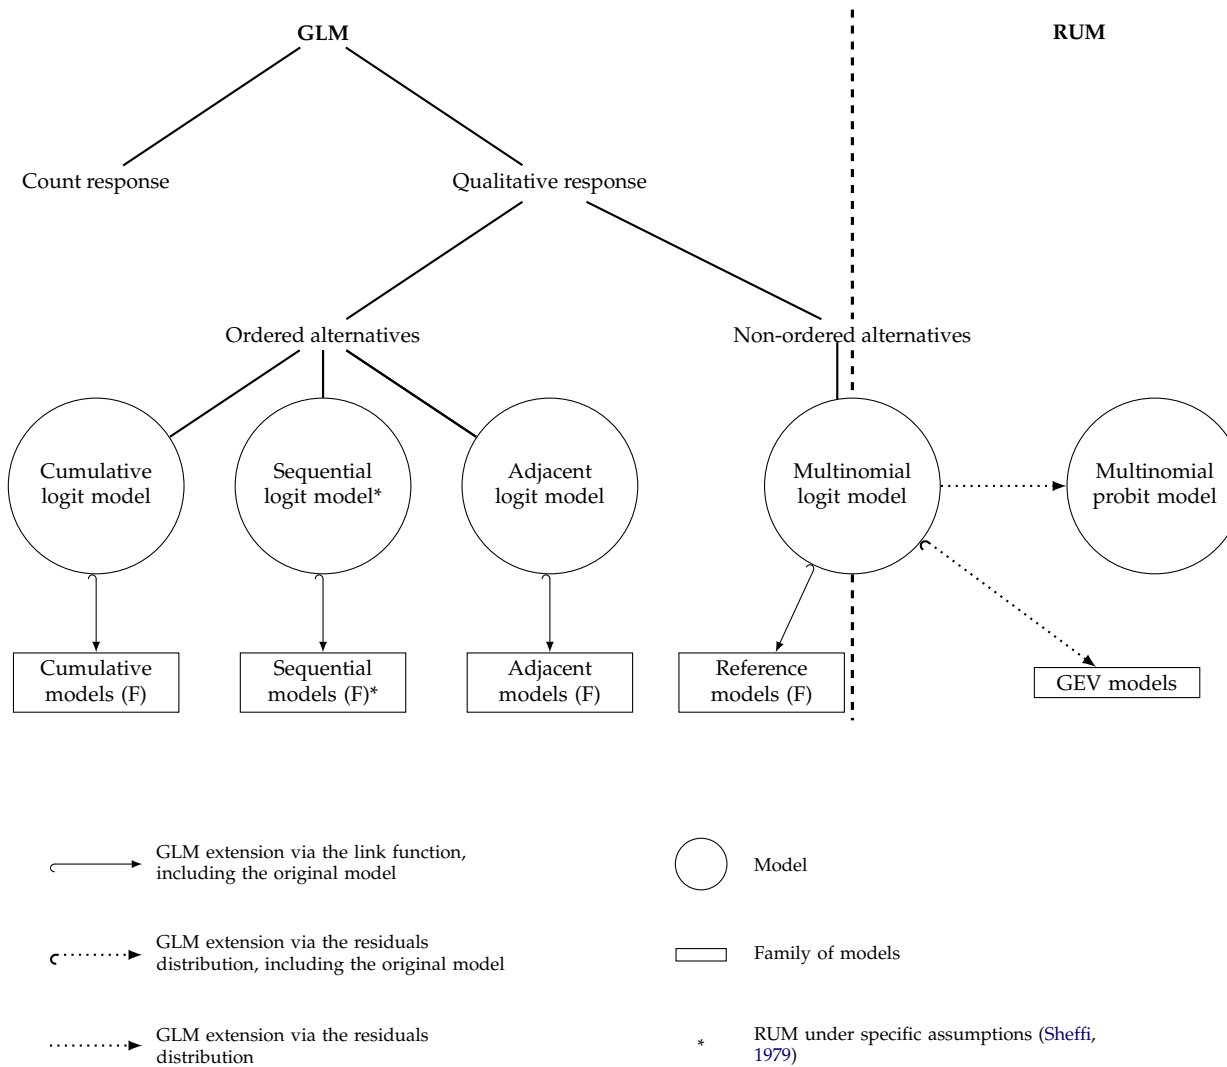 GLM
RUM
Count response
Qualitative response
Ordered alternatives
Non-ordered alternatives
Cumulative
logit model
Sequential
logit model*
Adjacent
logit model
Multinomial
logit model
Multinomial
probit model
Cumulative
models (F)
Sequential
models (F)*
Adjacent
models (F)
Reference
models (F)
GEV models
GLM extension via the link function,
including the original model
Model
GLM extension via the residuals
distribution, including the original model
Family of models
GLM extension via the residuals
distribution
*
RUM under specific assumptions (Sheffi,
1979)